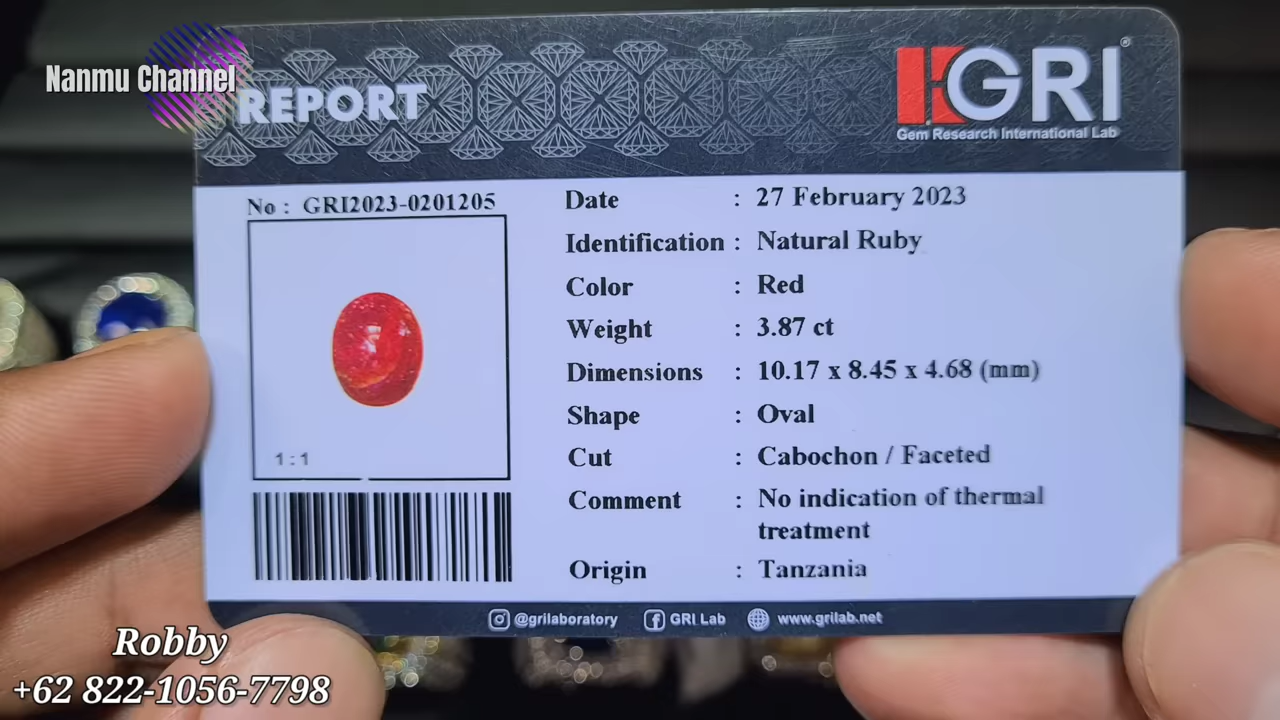 Nanmu Channel
REPORT
GRI®
Gem Research International Lab
No : GRI2023-0201205
1 : 1
Date : 27 February 2023
Identification : Natural Ruby
Color : Red
Weight : 3.87 ct
Dimensions : 10.17 x 8.45 x 4.68 (mm)
Shape : Oval
Cut : Cabochon / Faceted
Comment : No indication of thermal
treatment
Origin : Tanzania
@grilaboratory GRI Lab www.grilab.net
Robby
+62 822-1056-7798